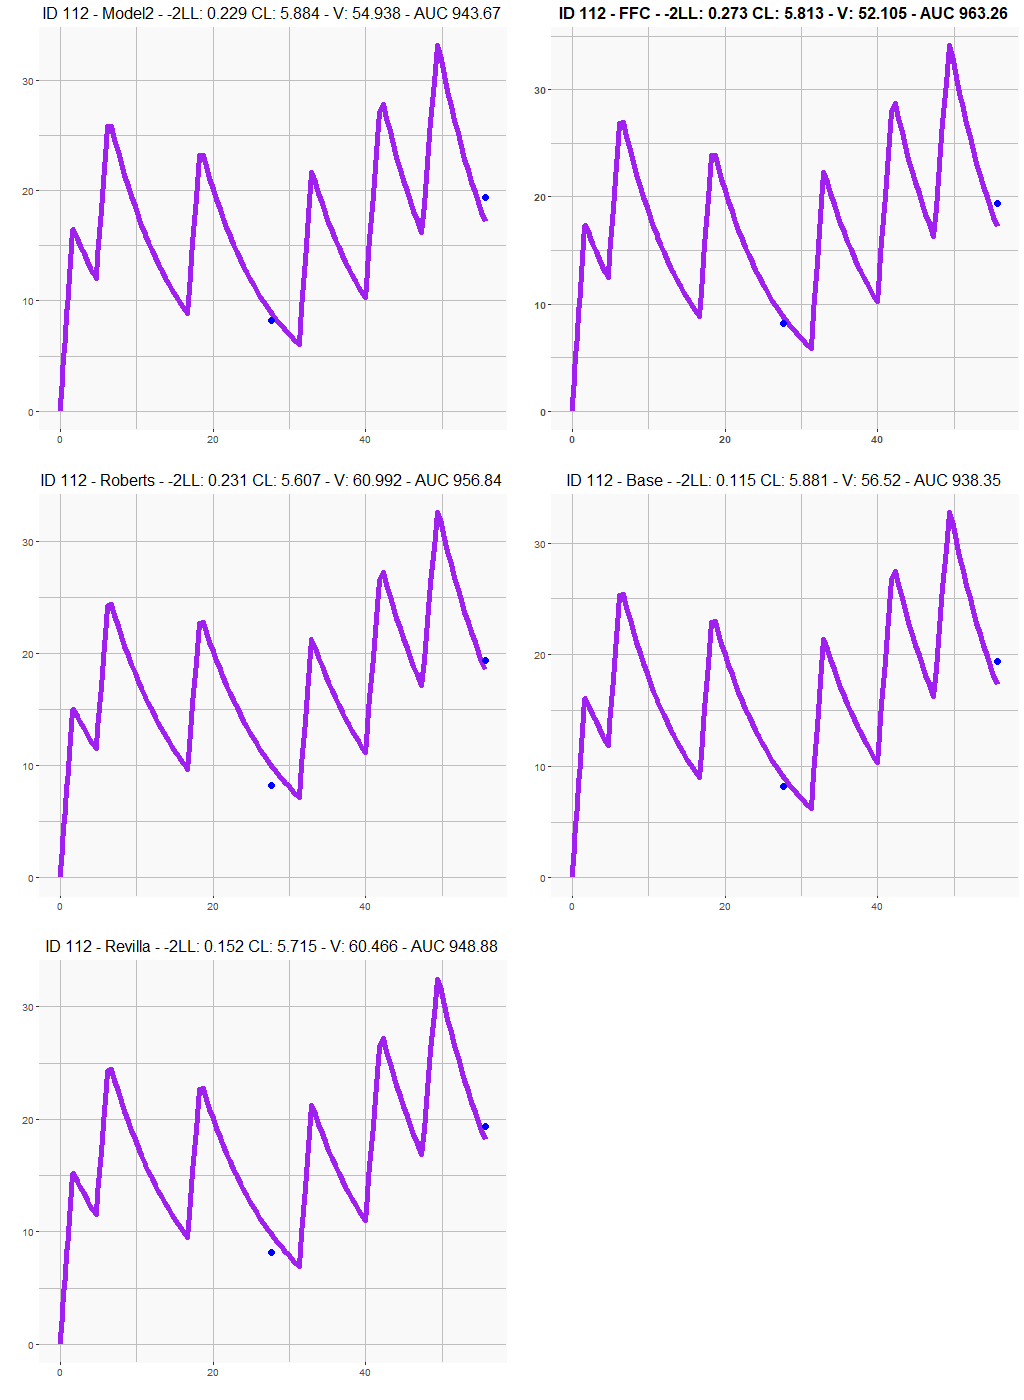 ID 112 - Model2 - -2LL: 0.229 CL: 5.884 - V: 54.938 - AUC 943.67
30
20
10
0
0 20 40
ID 112 - FFC - -2LL: 0.273 CL: 5.813 - V: 52.105 - AUC 963.26
30
20
10
0
0 20 40
ID 112 - Roberts - -2LL: 0.231 CL: 5.607 - V: 60.992 - AUC 956.84
30
20
10
0
0 20 40
ID 112 - Base - -2LL: 0.115 CL: 5.881 - V: 56.52 - AUC 938.35
30
20
10
0
0 20 40
ID 112 - Revilla - -2LL: 0.152 CL: 5.715 - V: 60.466 - AUC 948.88
30
20
10
0
0 20 40